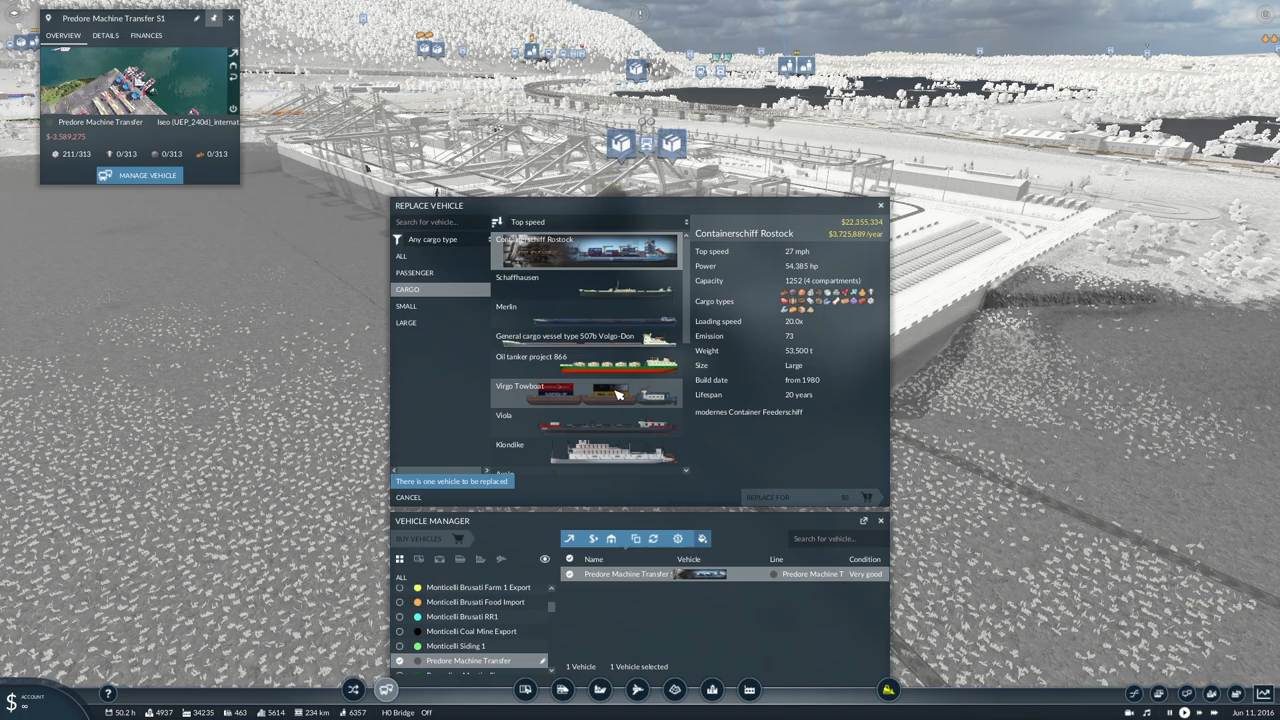 Predore Machine Transfer S1
OVERVIEW DETAILS FINANCES
Predore Machine Transfer Iseo (UEP_240d)_internat
$-3,589,275
211/313 0/313 0/313 0/313
MANAGE VEHICLE
REPLACE VEHICLE
Search for vehicle... Top speed
Any cargo type
ALL
PASSENGER
CARGO
SMALL
LARGE
Containerschiff Rostock
Schaffhausen
Merlin
General cargo vessel type 507b Volgo-Don
Oil tanker project 866
Virgo Towboat
Viola
Klondike
$22,355,334
Containerschiff Rostock $3,725,889/year
Top speed 27 mph
Power 54,385 hp
Capacity 1252 (4 compartments)
Cargo types
Loading speed 20.0x
Emission 73
Weight 53,500 t
Size Large
Build date from 1980
Lifespan 20 years
modernes Container Feederschiff
There is one vehicle to be replaced
CANCEL REPLACE FOR $0
VEHICLE MANAGER
BUY VEHICLES Search for vehicle...
Name Vehicle Line Condition
Predore Machine Transfer Predore Machine T Very good
ALL
Monticelli Brusati Farm 1 Export
Monticelli Brusati Food Import
Monticelli Brusati RR1
Monticelli Coal Mine Export
Monticelli Siding 1
Predore Machine Transfer
1 Vehicle 1 Vehicle selected
$ ACCOUNT
∞
?
50.2 h 4937 34235 463 5614 234 km 6357 H0 Bridge Off Jun 11, 2016